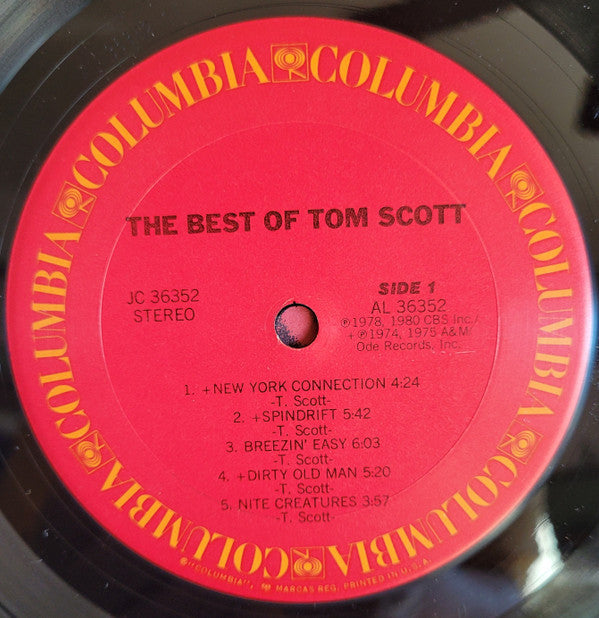 COLUMBIA COLUMBIA COLUMBIA COLUMBIA COLUMBIA COLUMBIA
THE BEST OF TOM SCOTT
JC 36352
STEREO
SIDE 1
AL 36352
℗1978, 1980 CBS Inc./
+ ℗1974, 1975 A&M
Ode Records, Inc.
1. +NEW YORK CONNECTION 4:24
-T. Scott-
2. +SPINDRIFT 5:42
-T. Scott-
3. BREEZIN' EASY 6:03
-T. Scott-
4. +DIRTY OLD MAN 5:20
-T. Scott-
5. NITE CREATURES 3:57
-T. Scott-
"COLUMBIA", MARCAS REG. PRINTED IN U.S.A.